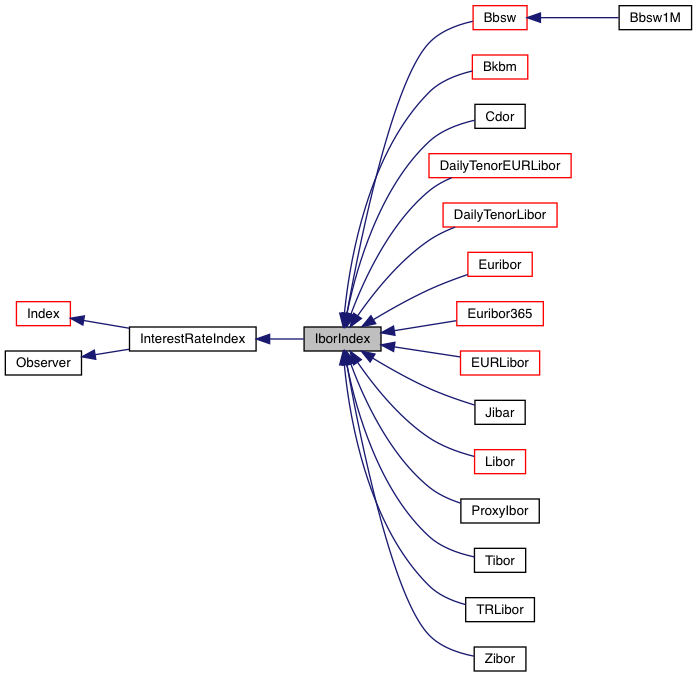 Bbsw
Bbsw1M
Bkbm
Cdor
DailyTenorEURLibor
DailyTenorLibor
Euribor
Index
Euribor365
InterestRateIndex
IborIndex
Observer
EURLibor
Jibar
Libor
ProxyIbor
Tibor
TRLibor
Zibor